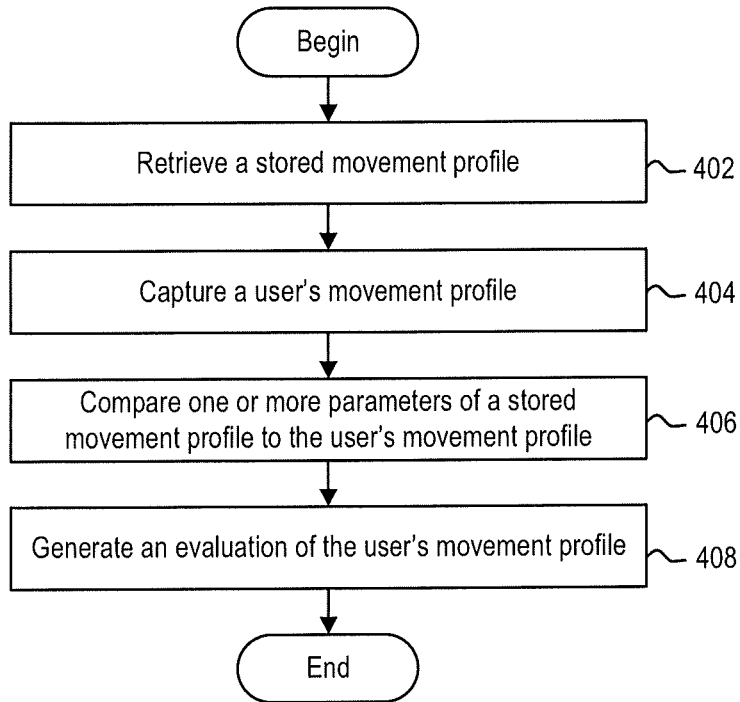 Begin
Retrieve a stored movement profile
402
Capture a user's movement profile
404
Compare one or more parameters of a stored
movement profile to the user's movement profile
406
Generate an evaluation of the user's movement profile
408
End